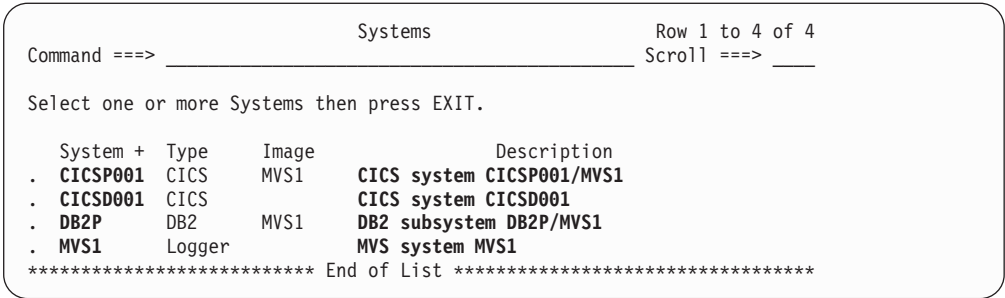 Systems Row 1 to 4 of 4
Command ===> ____________________________________________ Scroll ===> ____
Select one or more Systems then press EXIT.
System + Type Image Description
. CICSP001 CICS MVS1 CICS system CICSP001/MVS1
. CICSD001 CICS CICS system CICSD001
. DB2P DB2 MVS1 DB2 subsystem DB2P/MVS1
. MVS1 Logger MVS system MVS1
*************************** End of List **********************************